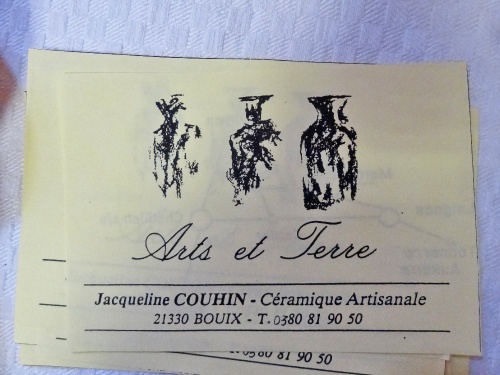 Arts et Terre
Jacqueline COUHIN - Céramique Artisanale
21330 BOUIX - T. 0380 81 90 50
T. 0380 81 90 50